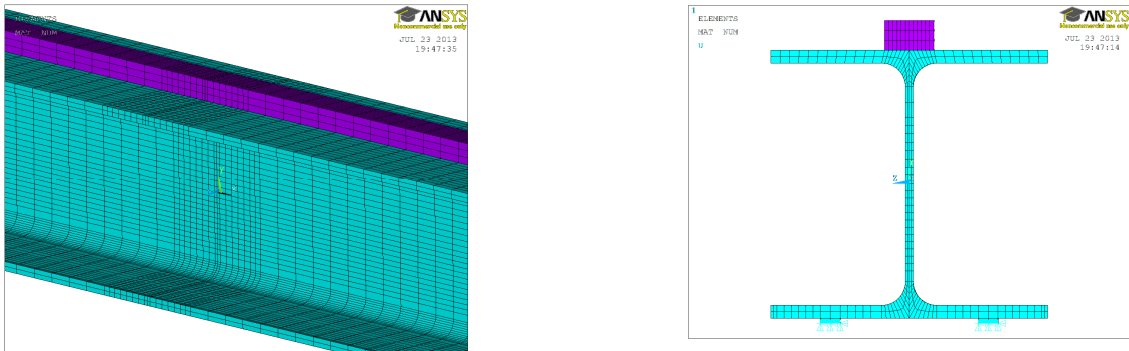 ELEMENTS
MAT NUM
ANSYS
Noncommercial use only
JUL 23 2013
19:47:35
1
ELEMENTS
MAT NUM
U
ANSYS
Noncommercial use only
JUL 23 2013
19:47:14
Y
Z